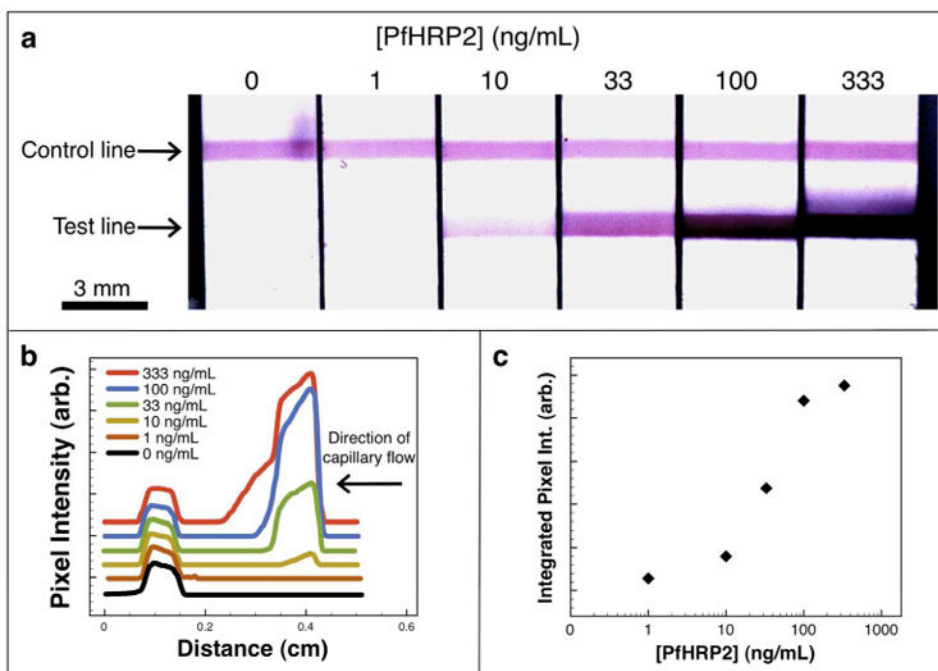 a
[PfHRP2] (ng/mL)
0 1 10 33 100 333
Control line
Test line
3 mm
b
333 ng/mL
100 ng/mL
33 ng/mL
10 ng/mL
1 ng/mL
0 ng/mL
Direction of
capillary flow
Pixel Intensity (arb.)
0 0.2 0.4 0.6
Distance (cm)
c
Integrated Pixel Int. (arb.)
0 1 10 100 1000
[PfHRP2] (ng/mL)